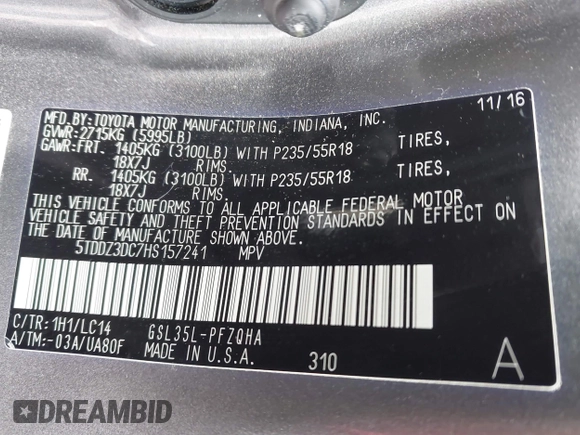 MFD.BY:TOYOTA MOTOR MANUFACTURING, INDIANA, INC. 11/16
GVWR:2715KG (5995LB)
GAWR:FRT. 1405KG (3100LB) WITH P235/55R18 TIRES,
18X7J RIMS.
RR. 1405KG (3100LB) WITH P235/55R18 TIRES,
18X7J RIMS.
THIS VEHICLE CONFORMS TO ALL APPLICABLE FEDERAL MOTOR
VEHICLE SAFETY AND THEFT PREVENTION STANDARDS IN EFFECT ON
THE DATE OF MANUFACTURE SHOWN ABOVE.
5TDDZ3DC7HS157241 MPV
C/TR: 1H1/LC14 GSL35L-PFZQHA
A/TM:-03A/UA80F MADE IN U.S.A. 310 A
DREAMBID